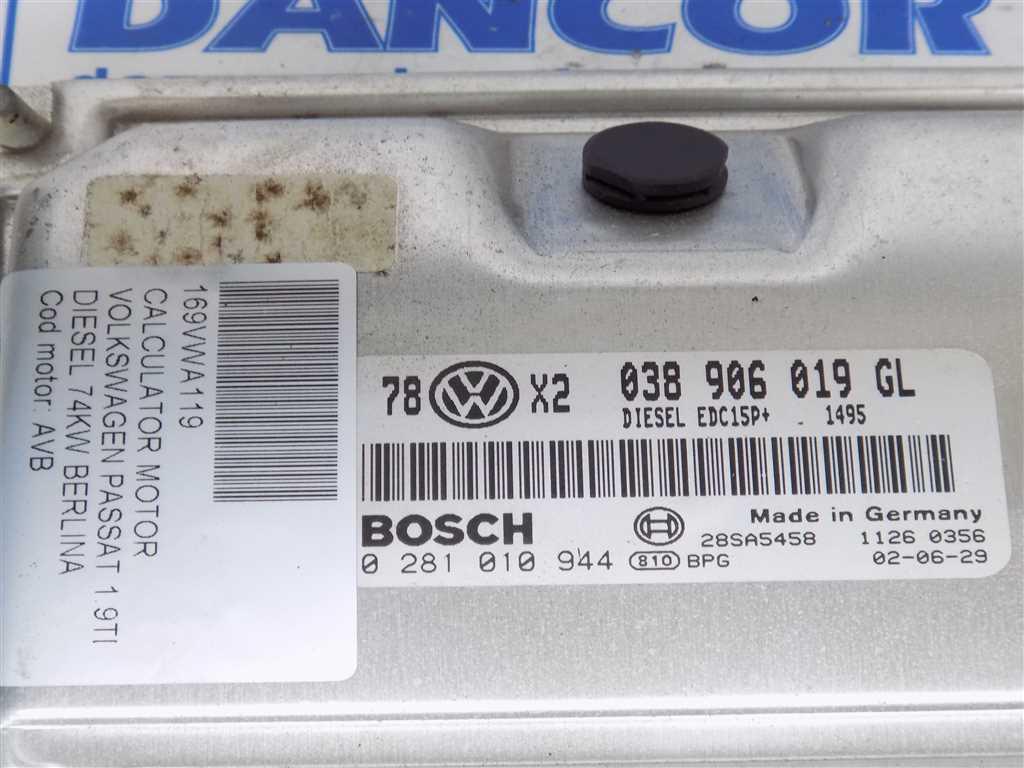 DANCOR
78 X2 038 906 019 GL
DIESEL EDC15P+ 1495
BOSCH
Made in Germany
28SA5458 1126 0356
0 281 010 944 810 BPG 02-06-29
169VWA119
CALCULATOR MOTOR
VOLKSWAGEN PASSAT 1.9TI
DIESEL 74KW BERLINA
Cod motor: AVB